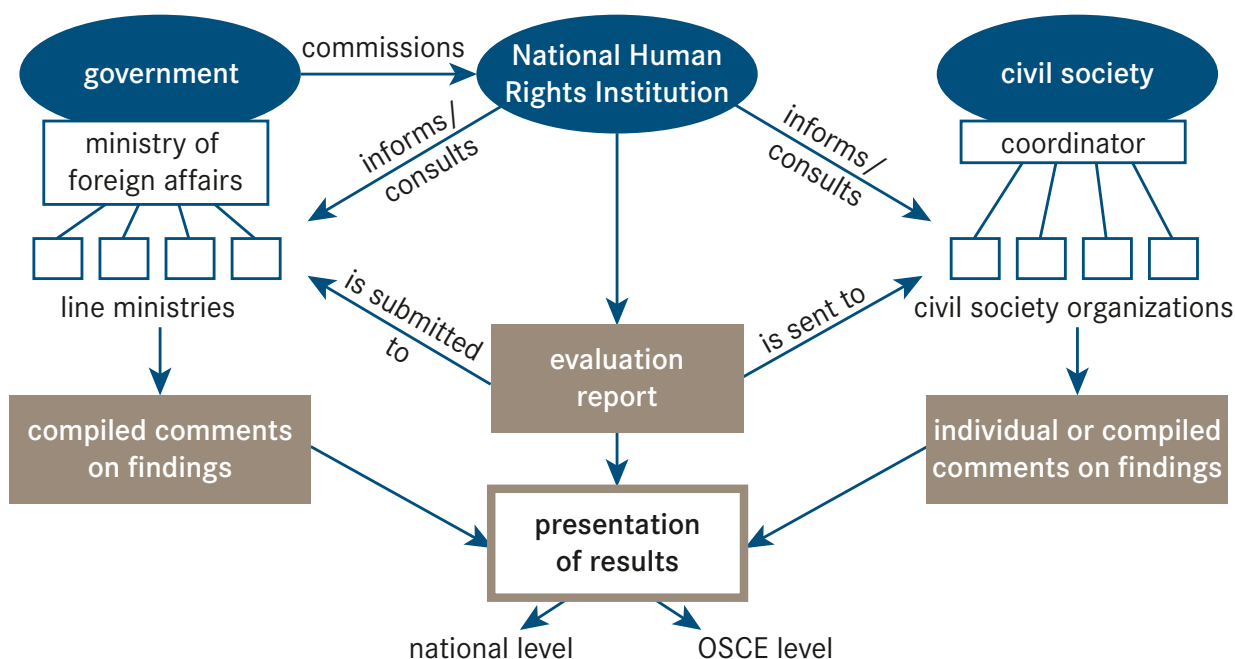 government
commissions
National Human
Rights Institution
civil society
ministry of
foreign affairs
informs/
consults
informs/
consults
coordinator
line ministries
is submitted
to
evaluation
report
is sent to
civil society organizations
compiled comments
on findings
individual or compiled
comments on findings
presentation
of results
national level
OSCE level